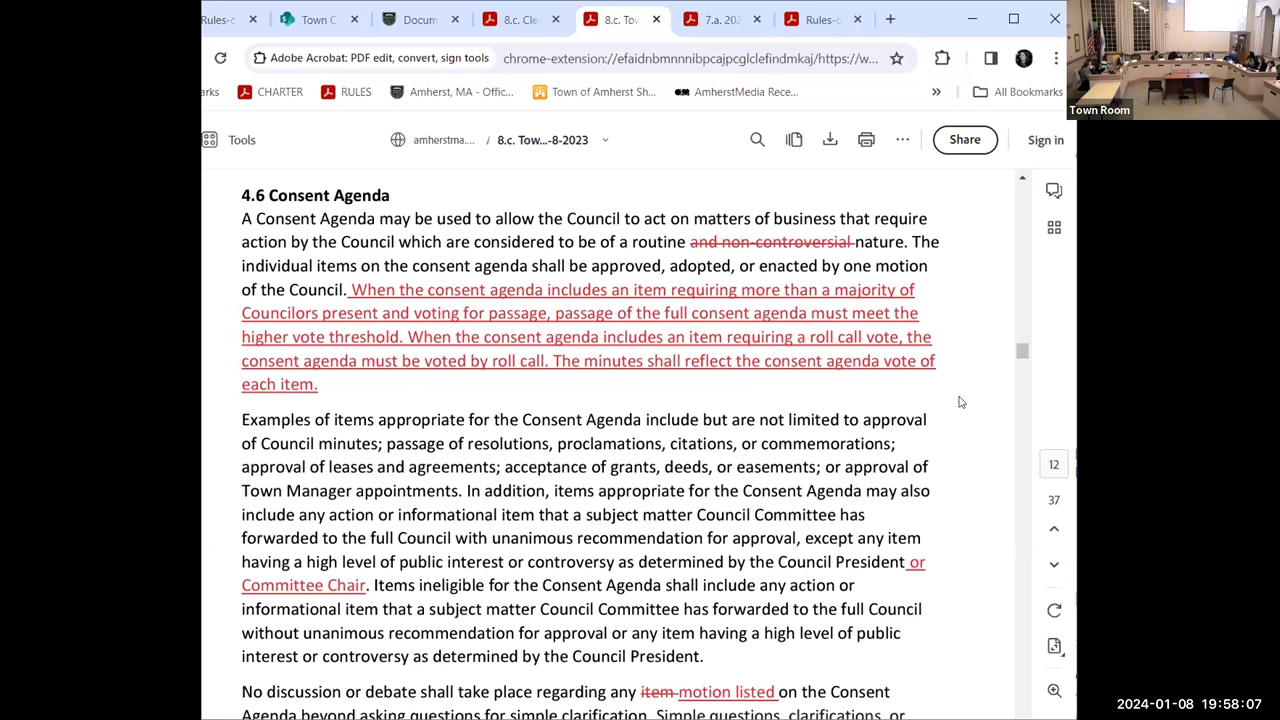 Rules-c
Town C
Docum
8.c. Cle
8.c. Tow
7.a. 202
Rules-o
Adobe Acrobat: PDF edit, convert, sign tools
chrome-extension://efaidnbmnnnibpcajpcglclefindmkaj/https://w...
arks
CHARTER
RULES
Amherst, MA - Offic...
Town of Amherst Sh...
AmherstMedia Rece...
»
All Bookmarks
Town Room
Tools
amherstma....
/ 8.c. Tow...-8-2023
Share
Sign in
4.6 Consent Agenda
A Consent Agenda may be used to allow the Council to act on matters of business that require
action by the Council which are considered to be of a routine and non-controversial nature. The
individual items on the consent agenda shall be approved, adopted, or enacted by one motion
of the Council. When the consent agenda includes an item requiring more than a majority of
Councilors present and voting for passage, passage of the full consent agenda must meet the
higher vote threshold. When the consent agenda includes an item requiring a roll call vote, the
consent agenda must be voted by roll call. The minutes shall reflect the consent agenda vote of
each item.
Examples of items appropriate for the Consent Agenda include but are not limited to approval
of Council minutes; passage of resolutions, proclamations, citations, or commemorations;
approval of leases and agreements; acceptance of grants, deeds, or easements; or approval of
Town Manager appointments. In addition, items appropriate for the Consent Agenda may also
include any action or informational item that a subject matter Council Committee has
forwarded to the full Council with unanimous recommendation for approval, except any item
having a high level of public interest or controversy as determined by the Council President or
Committee Chair. Items ineligible for the Consent Agenda shall include any action or
informational item that a subject matter Council Committee has forwarded to the full Council
without unanimous recommendation for approval or any item having a high level of public
interest or controversy as determined by the Council President.
No discussion or debate shall take place regarding any item motion listed on the Consent
Agenda beyond asking questions for simple clarification. Simple questions, clarifications, or
12
37
2024-01-08 19:58:07